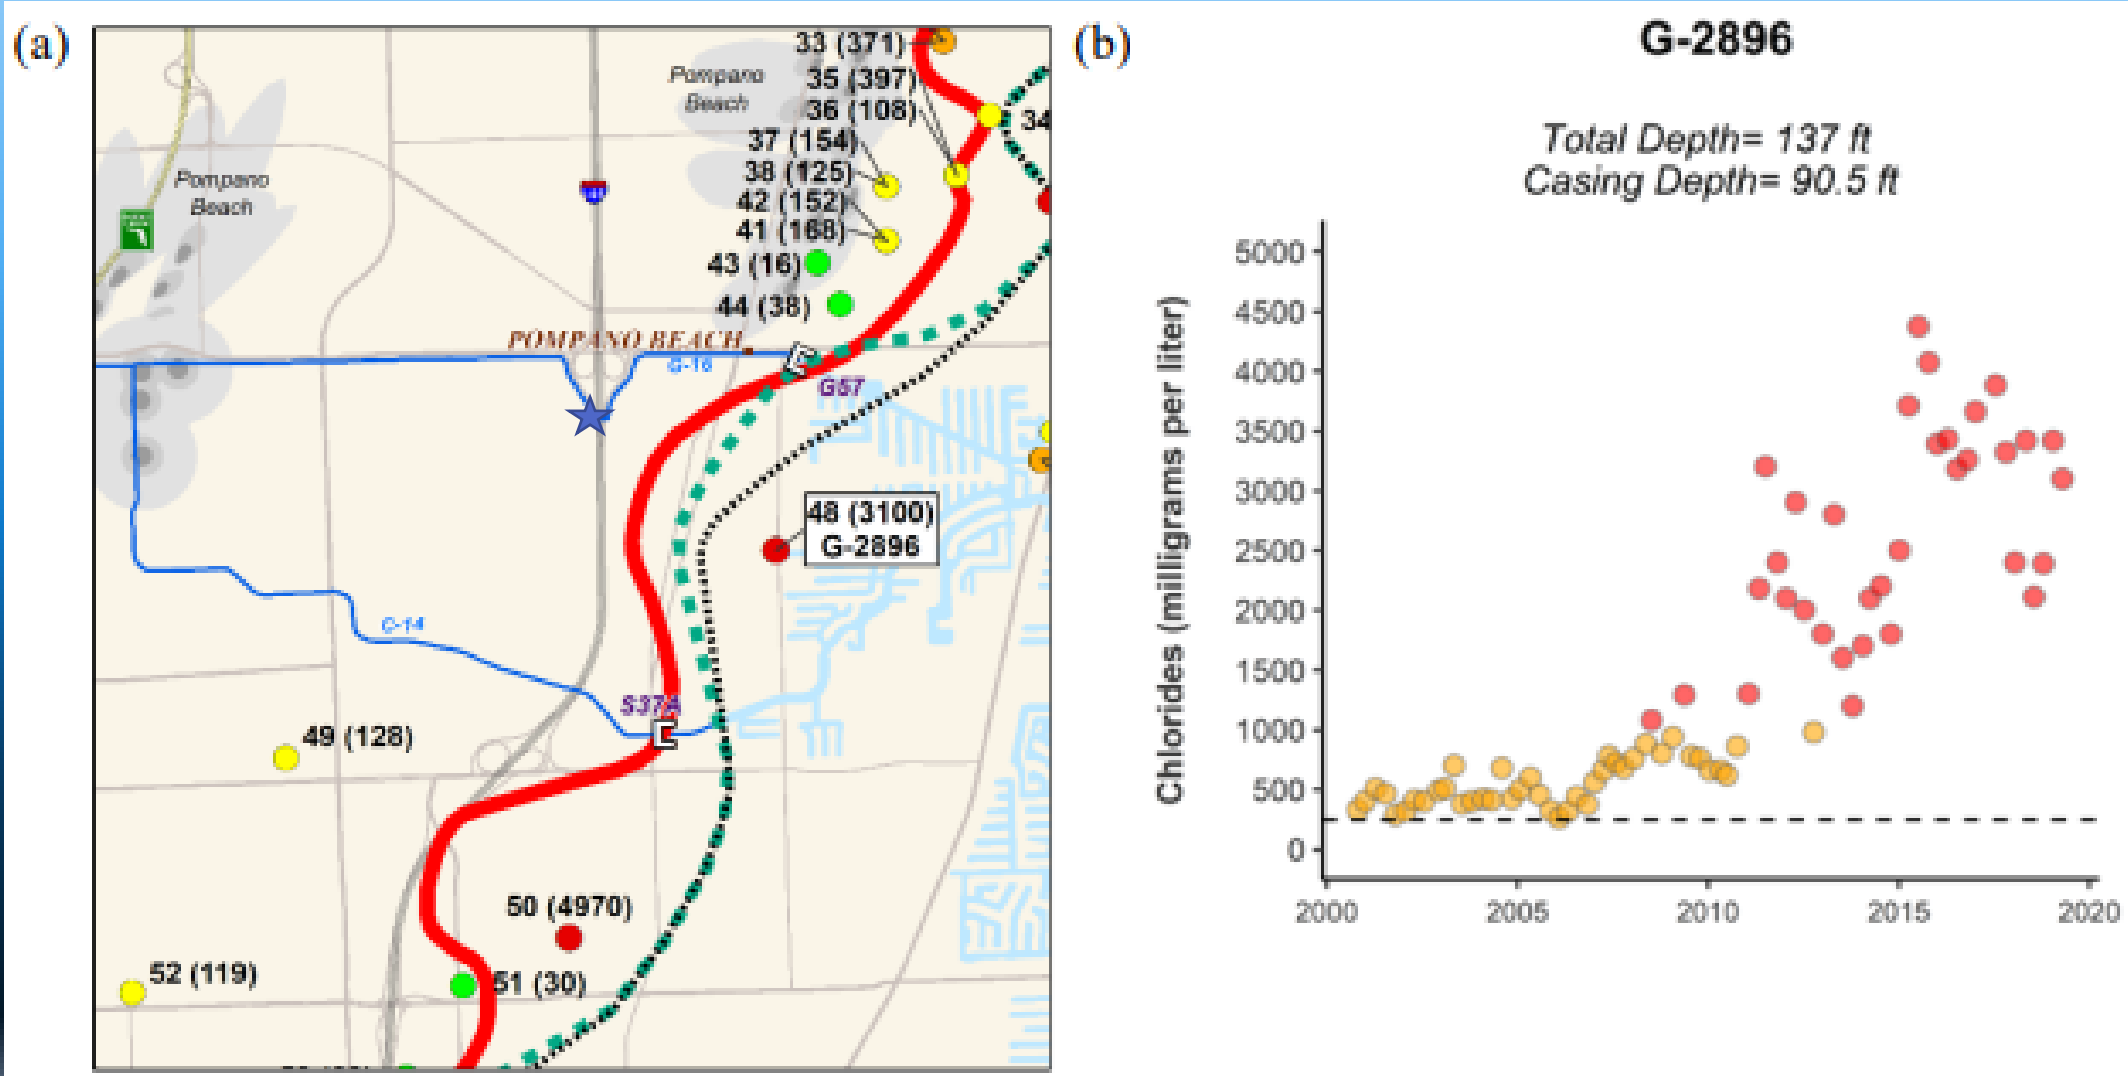 (a)
33 (371)
Pompano
Beach
35 (397)
36 (108)
34
37 (154)
38 (125)
Pompano
Beach
42 (152)
41 (168)
43 (16)
44 (38)
POMPANO BEACH
G-16
G57
48 (3100)
G-2896
C-14
S37A
49 (128)
50 (4970)
52 (119)
51 (30)
(b)
G-2896
Total Depth= 137 ft
Casing Depth= 90.5 ft
Chlorides (milligrams per liter)
5000
4500
4000
3500
3000
2500
2000
1500
1000
500
0
2000 2005 2010 2015 2020